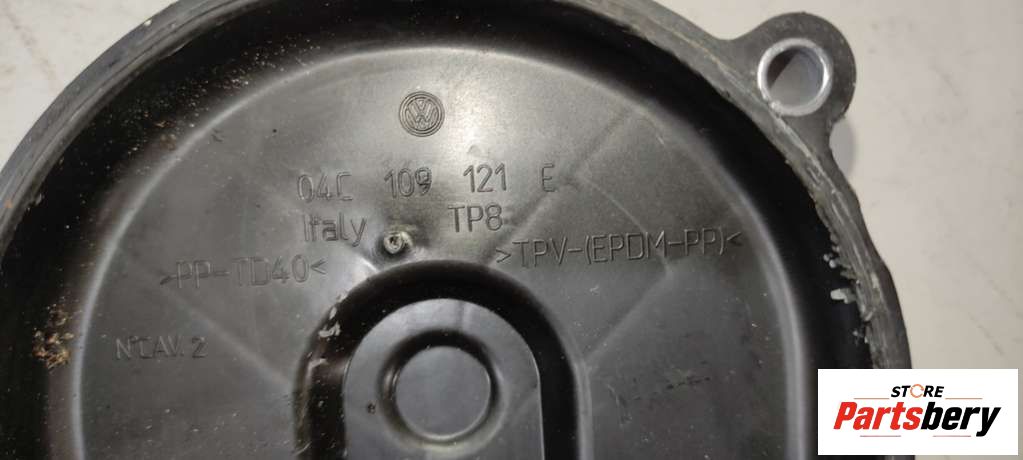 04C 109 121 E
Italy TP8
>PP-TD40< >TPV-(EPDM-PP)<
N°CAV. 2
STORE
Partsbery